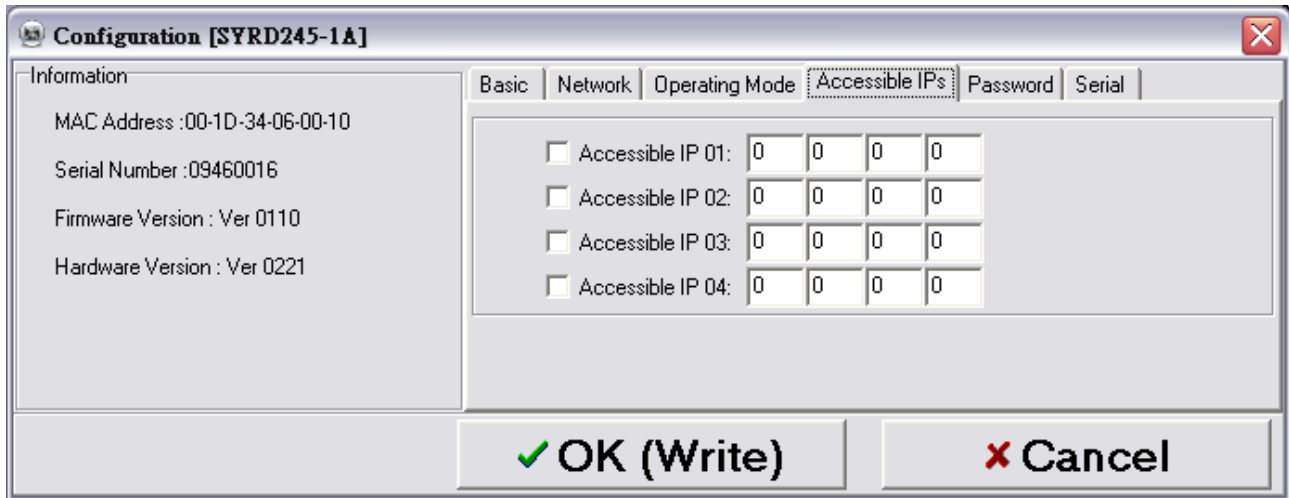 Configuration [SYRD245-1A]
Information
MAC Address :00-1D-34-06-00-10
Serial Number :09460016
Firmware Version : Ver 0110
Hardware Version : Ver 0221
Basic Network Operating Mode Accessible IPs Password Serial
Accessible IP 01: 0 0 0 0
Accessible IP 02: 0 0 0 0
Accessible IP 03: 0 0 0 0
Accessible IP 04: 0 0 0 0
OK (Write) Cancel